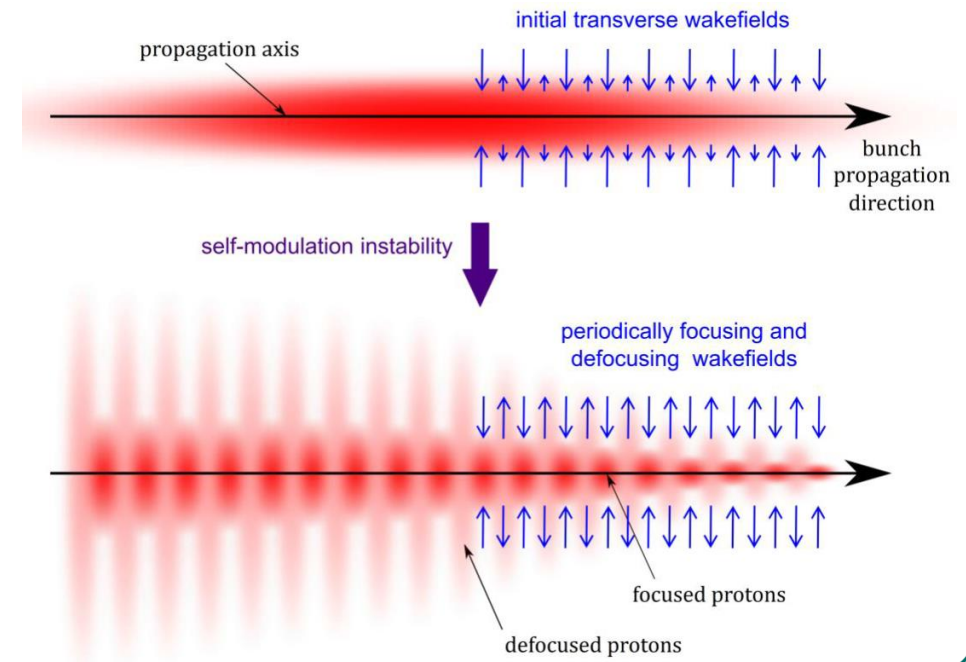 initial transverse wakefields
propagation axis
bunch
propagation
direction
self-modulation instability
periodically focusing and
defocusing wakefields
focused protons
defocused protons